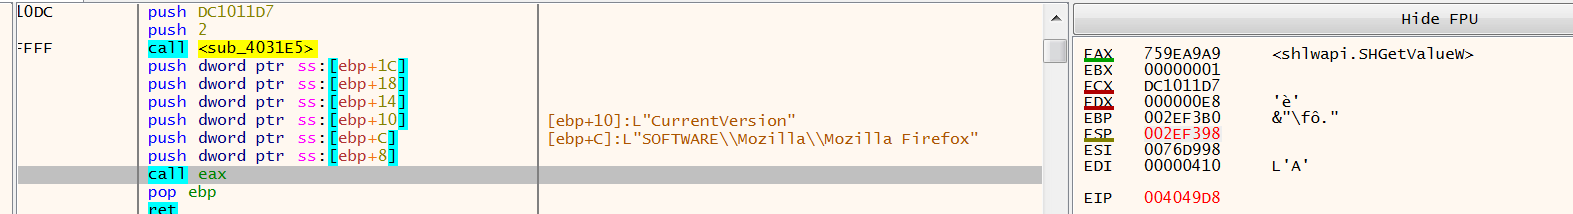 10DC push DC1011D7
push 2
FFFF call <sub_4031E5>
push dword ptr ss:[ebp+1C]
push dword ptr ss:[ebp+18]
push dword ptr ss:[ebp+14]
push dword ptr ss:[ebp+10] [ebp+10]:L"CurrentVersion"
push dword ptr ss:[ebp+C] [ebp+C]:L"SOFTWARE\\Mozilla\\Mozilla Firefox"
push dword ptr ss:[ebp+8]
call eax
pop ebp
ret
Hide FPU
EAX 759EA9A9 <shlwapi.SHGetValueW>
EBX 00000001
ECX DC1011D7
EDX 000000E8 'è'
EBP 002EF3B0 &"\fô."
ESP 002EF398
ESI 0076D998
EDI 00000410 L'А'
EIP 004049D8